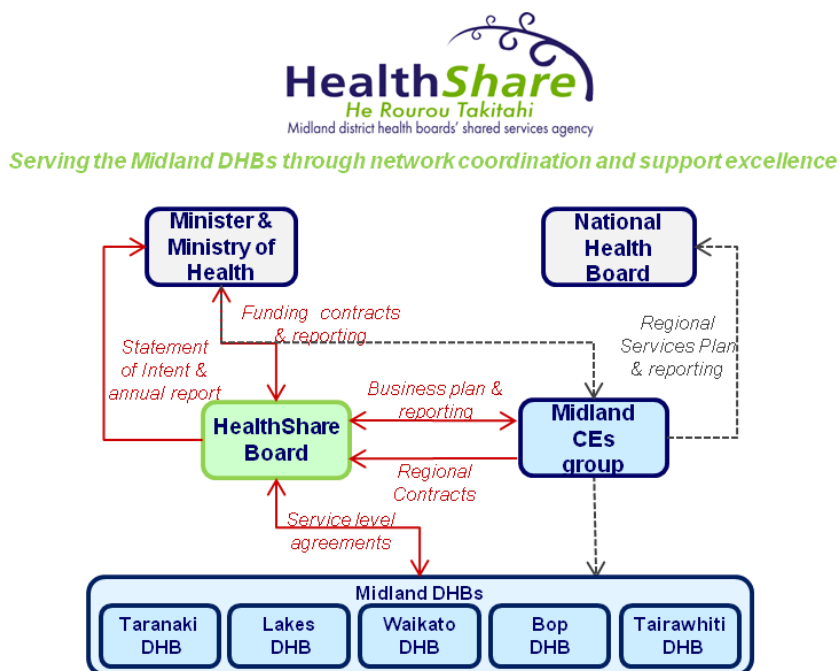 HealthShare
He Rourou Takitahi
Midland district health boards' shared services agency
Serving the Midland DHBs through network coordination and support excellence
Minister &
Ministry of
Health
National
Health
Board
Funding contracts
& reporting
Statement
of Intent &
annual report
Regional
Services Plan
& reporting
Business plan &
reporting
HealthShare
Board
Midland
CEs
group
Regional
Contracts
Service level
agreements
Midland DHBs
Taranaki
DHB
Lakes
DHB
Waikato
DHB
Bop
DHB
Tairawhiti
DHB